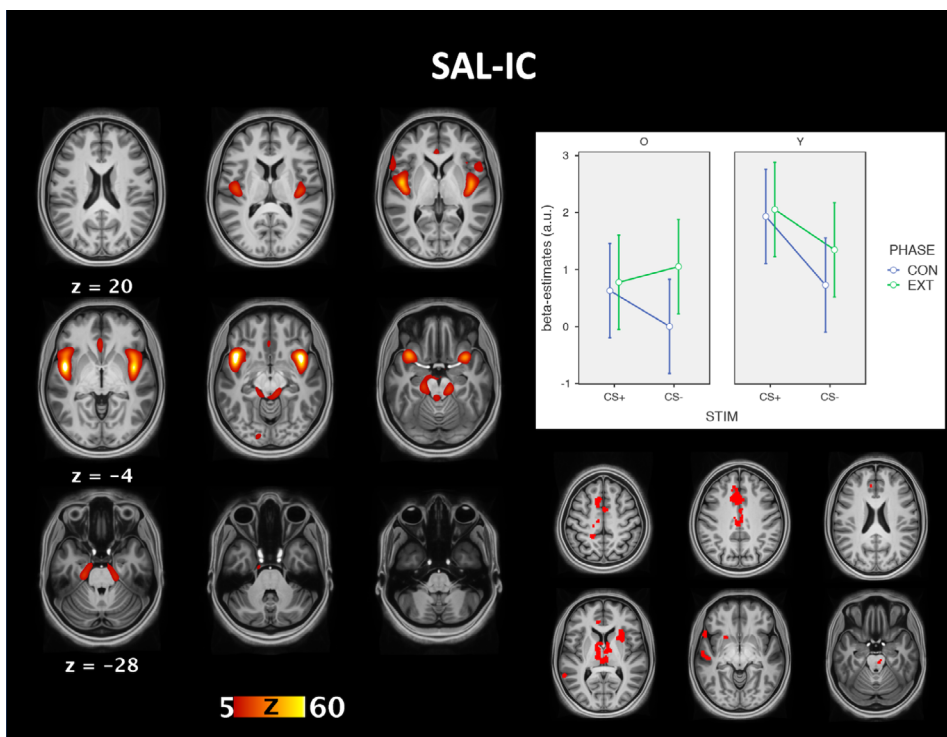 SAL-IC
z = 20
z = -4
z = -28
5 Z 60
O Y
3
2
1
0
-1
beta-estimates (a.u.)
CS+ CS- CS+ CS-
STIM
PHASE
CON
EXT